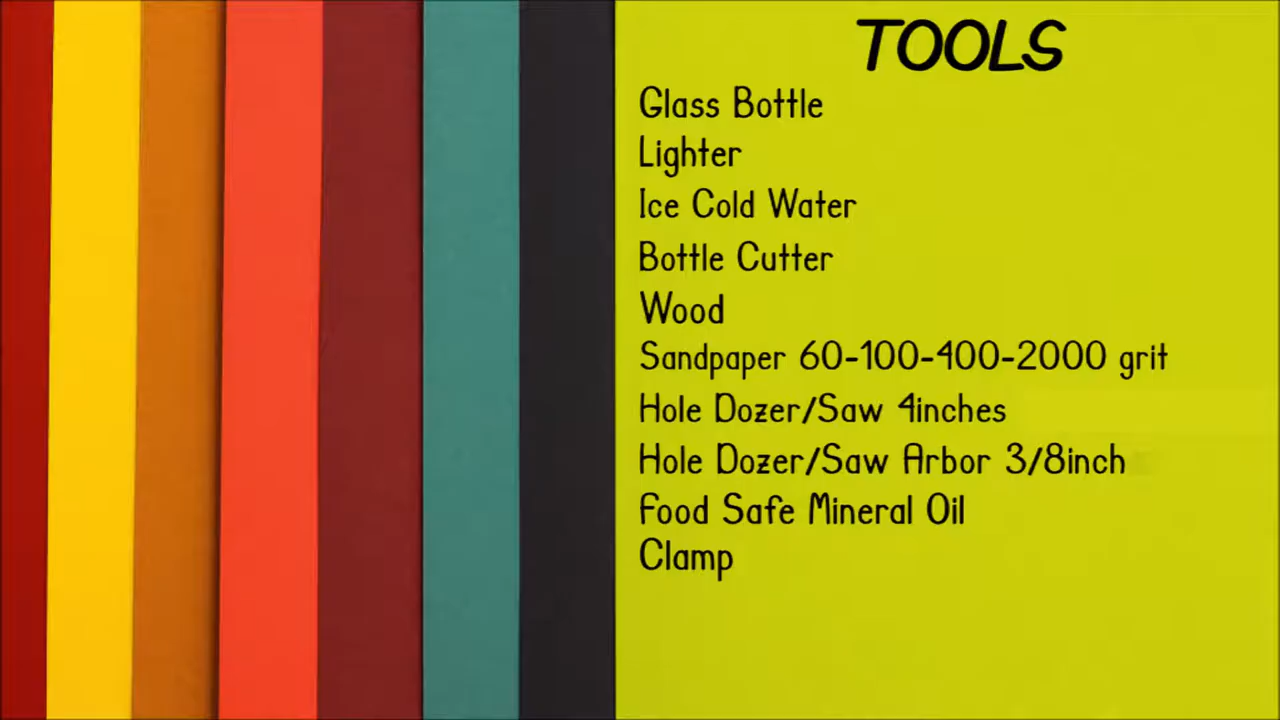 TOOLS
Glass Bottle
Lighter
Ice Cold Water
Bottle Cutter
Wood
Sandpaper 60-100-400-2000 grit
Hole Dozer/Saw 4inches
Hole Dozer/Saw Arbor 3/8inch
Food Safe Mineral Oil
Clamp